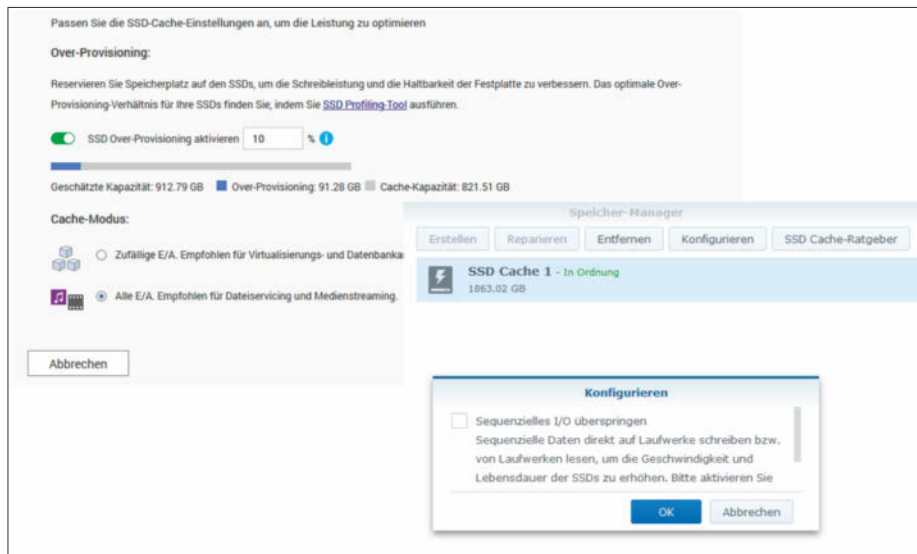 Passen Sie die SSD-Cache-Einstellungen an, um die Leistung zu optimieren
Over-Provisioning:
Reservieren Sie Speicherplatz auf den SSDs, um die Schreibleistung und die Haltbarkeit der Festplatte zu verbessern. Das optimale Over-
Provisioning-Verhältnis für Ihre SSDs finden Sie, indem Sie SSD Profiling-Tool ausführen.
SSD Over-Provisioning aktivieren 10 %
Geschätzte Kapazität: 912.79 GB Over-Provisioning: 91.28 GB Cache-Kapazität: 821.51 GB
Cache-Modus:
Zufällige E/A. Empfohlen für Virtualisierungs- und Datenbanka
Alle E/A. Empfohlen für Dateiservicing und Medienstreaming.
Abbrechen
Speicher-Manager
Erstellen Reparieren Entfernen Konfigurieren SSD Cache-Ratgeber
SSD Cache 1 - In Ordnung
1863.02 GB
Konfigurieren
Sequenzielles I/O überspringen
Sequenzielle Daten direkt auf Laufwerke schreiben bzw.
von Laufwerken lesen, um die Geschwindigkeit und
Lebensdauer der SSDs zu erhöhen. Bitte aktivieren Sie
OK Abbrechen